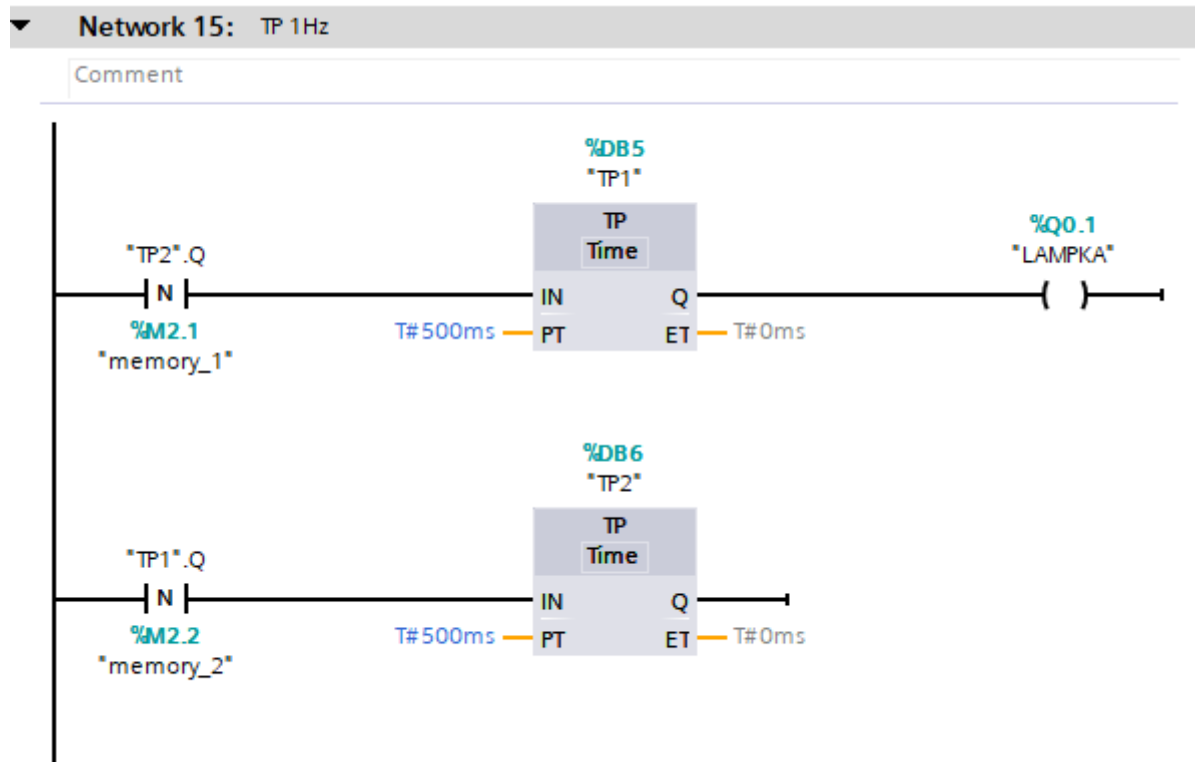 Network 15: TP 1Hz
Comment
%DB5
"TP1"
TP
Time
%Q0.1
"LAMPKA"
"TP2".Q
N
IN
Q
%M2.1
"memory_1"
T#500ms
PT
ET
T#0ms
%DB6
"TP2"
TP
Time
"TP1".Q
N
IN
Q
%M2.2
"memory_2"
T#500ms
PT
ET
T#0ms